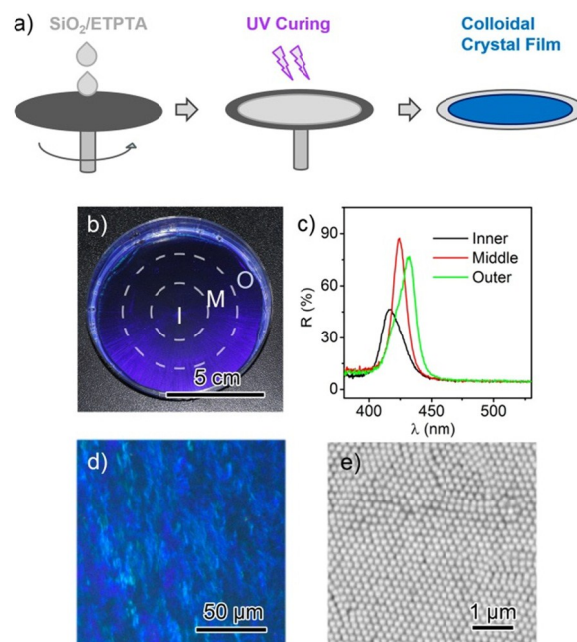 a)
SiO₂/ETPTA
UV Curing
Colloidal
Crystal Film
b)
I
M
O
5 cm
c)
R (%)
90
60
30
0
400
450
500
λ (nm)
Inner
Middle
Outer
d)
50 µm
e)
1 µm